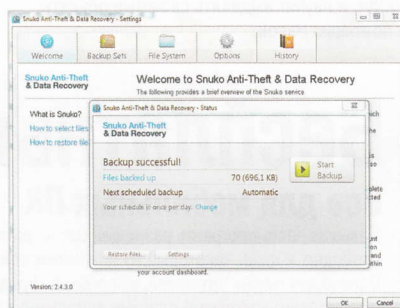 Snuko Anti-Theft & Data Recovery - Settings
Welcome
Backup Sets
File System
Options
History
Snuko Anti-Theft
& Data Recovery
Welcome to Snuko Anti-Theft & Data Recovery
The following provides a brief overview of the Snuko service.
What is Snuko?
How to select files
How to restore file
Snuko Anti-Theft & Data Recovery - Status
Snuko Anti-Theft
& Data Recovery
Backup successful!
Files backed up 70 (696,1 KB)
Next scheduled backup Automatic
Your schedule is once per day. Change
Start
Backup
Restore Files...
Settings
your account dashboard.
Version: 2.4.3.0
OK
Cancel